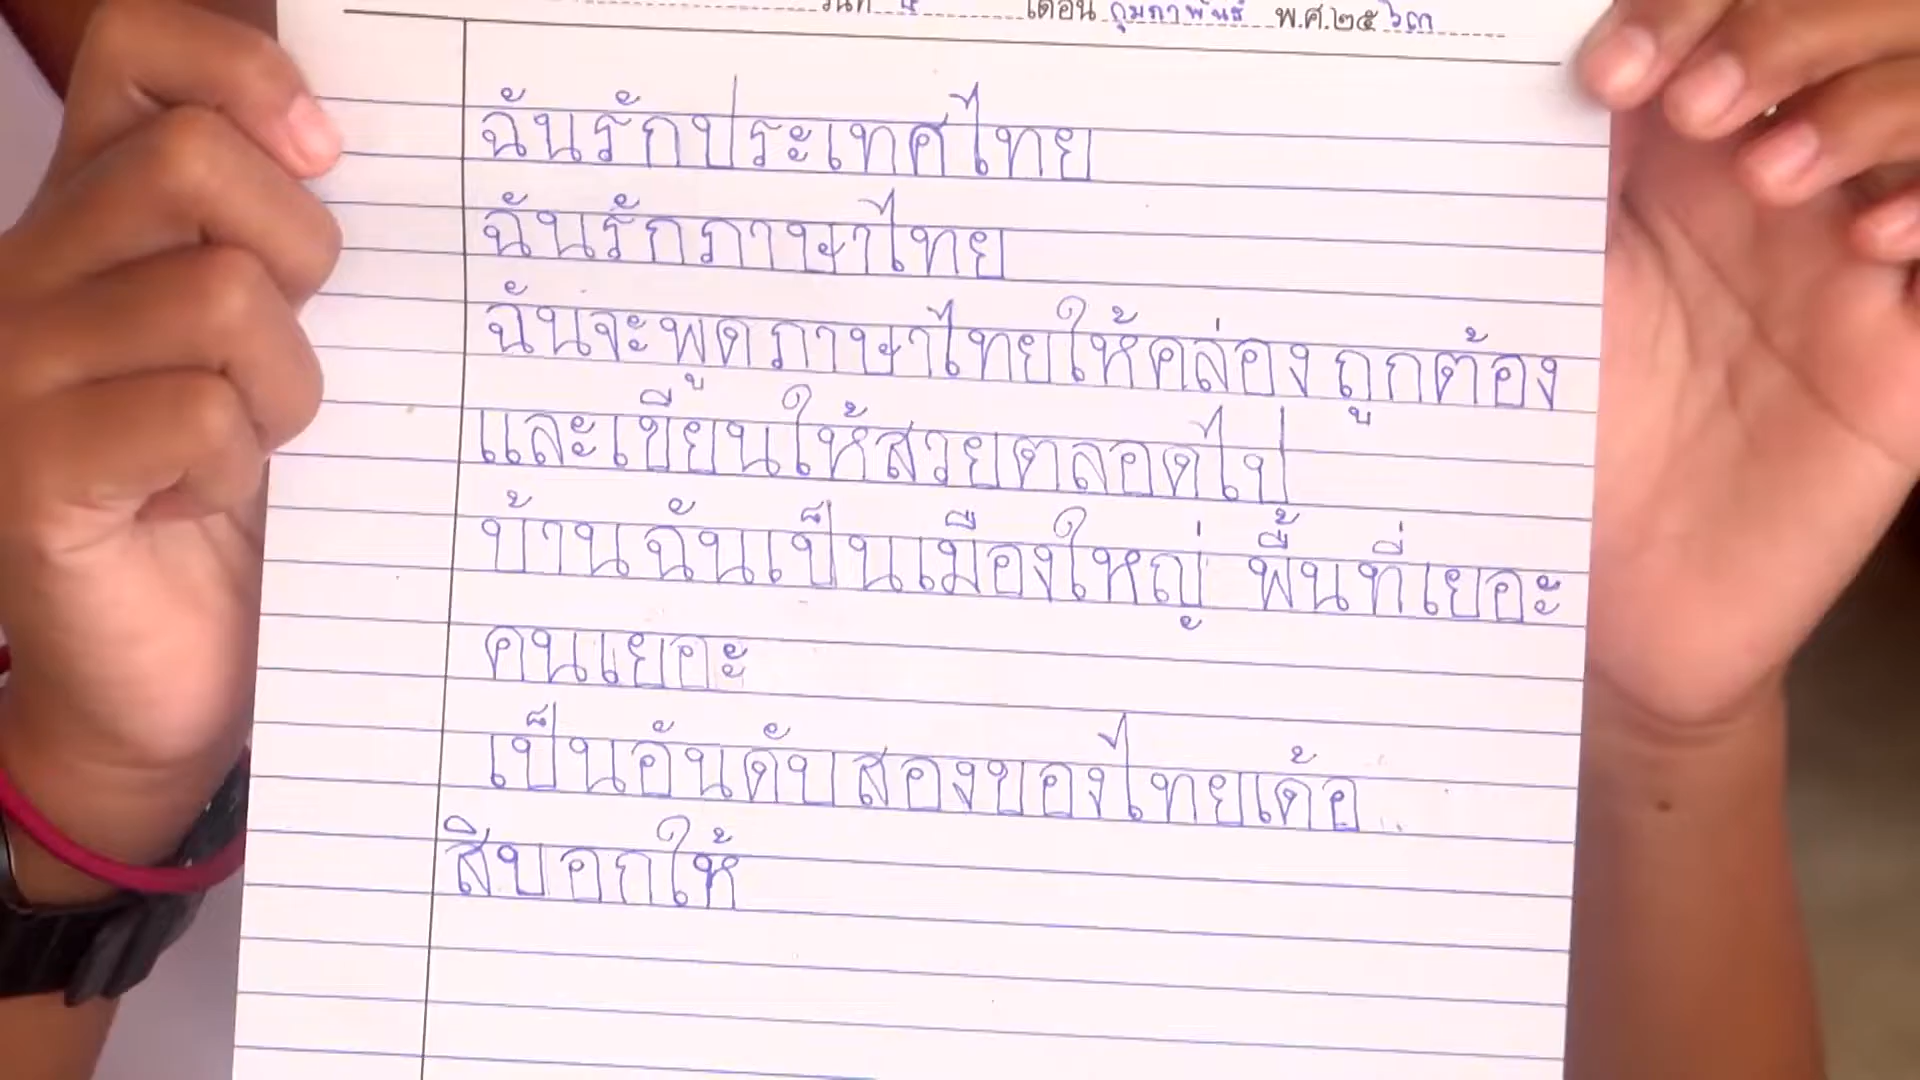 วันที่ ๕ เดือน กุมภาพันธ์ พ.ศ.๒๕๖๓
ฉันรักประเทศไทย
ฉันรักภาษาไทย
ฉันจะพูดภาษาไทยให้คล่อง ถูกต้อง
และเขียนให้สวยตลอดไป
บ้านฉันเป็นเมืองใหญ่ พื้นที่เยอะ
คนแยอะ
เป็นอันดับสองของไทยเด้อ..
สิบอกให้